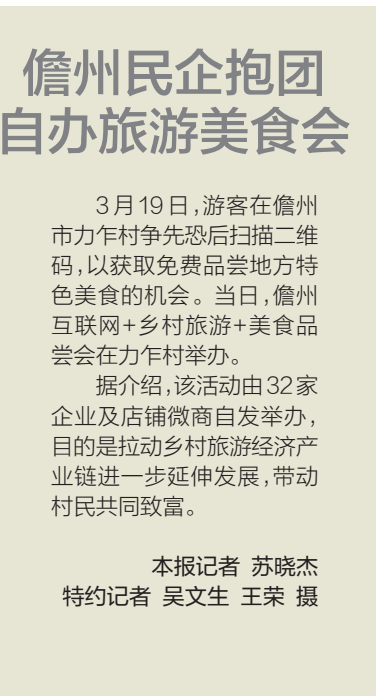 儋州民企抱团
自办旅游美食会
3月19日,游客在儋州
市力乍村争先恐后扫描二维
码,以获取免费品尝地方特
色美食的机会。当日,儋州
互联网+乡村旅游+美食品
尝会在力乍村举办。
据介绍,该活动由32家
企业及店铺微商自发举办,
目的是拉动乡村旅游经济产
业链进一步延伸发展,带动
村民共同致富。
本报记者 苏晓杰
特约记者 吴文生 王荣 摄